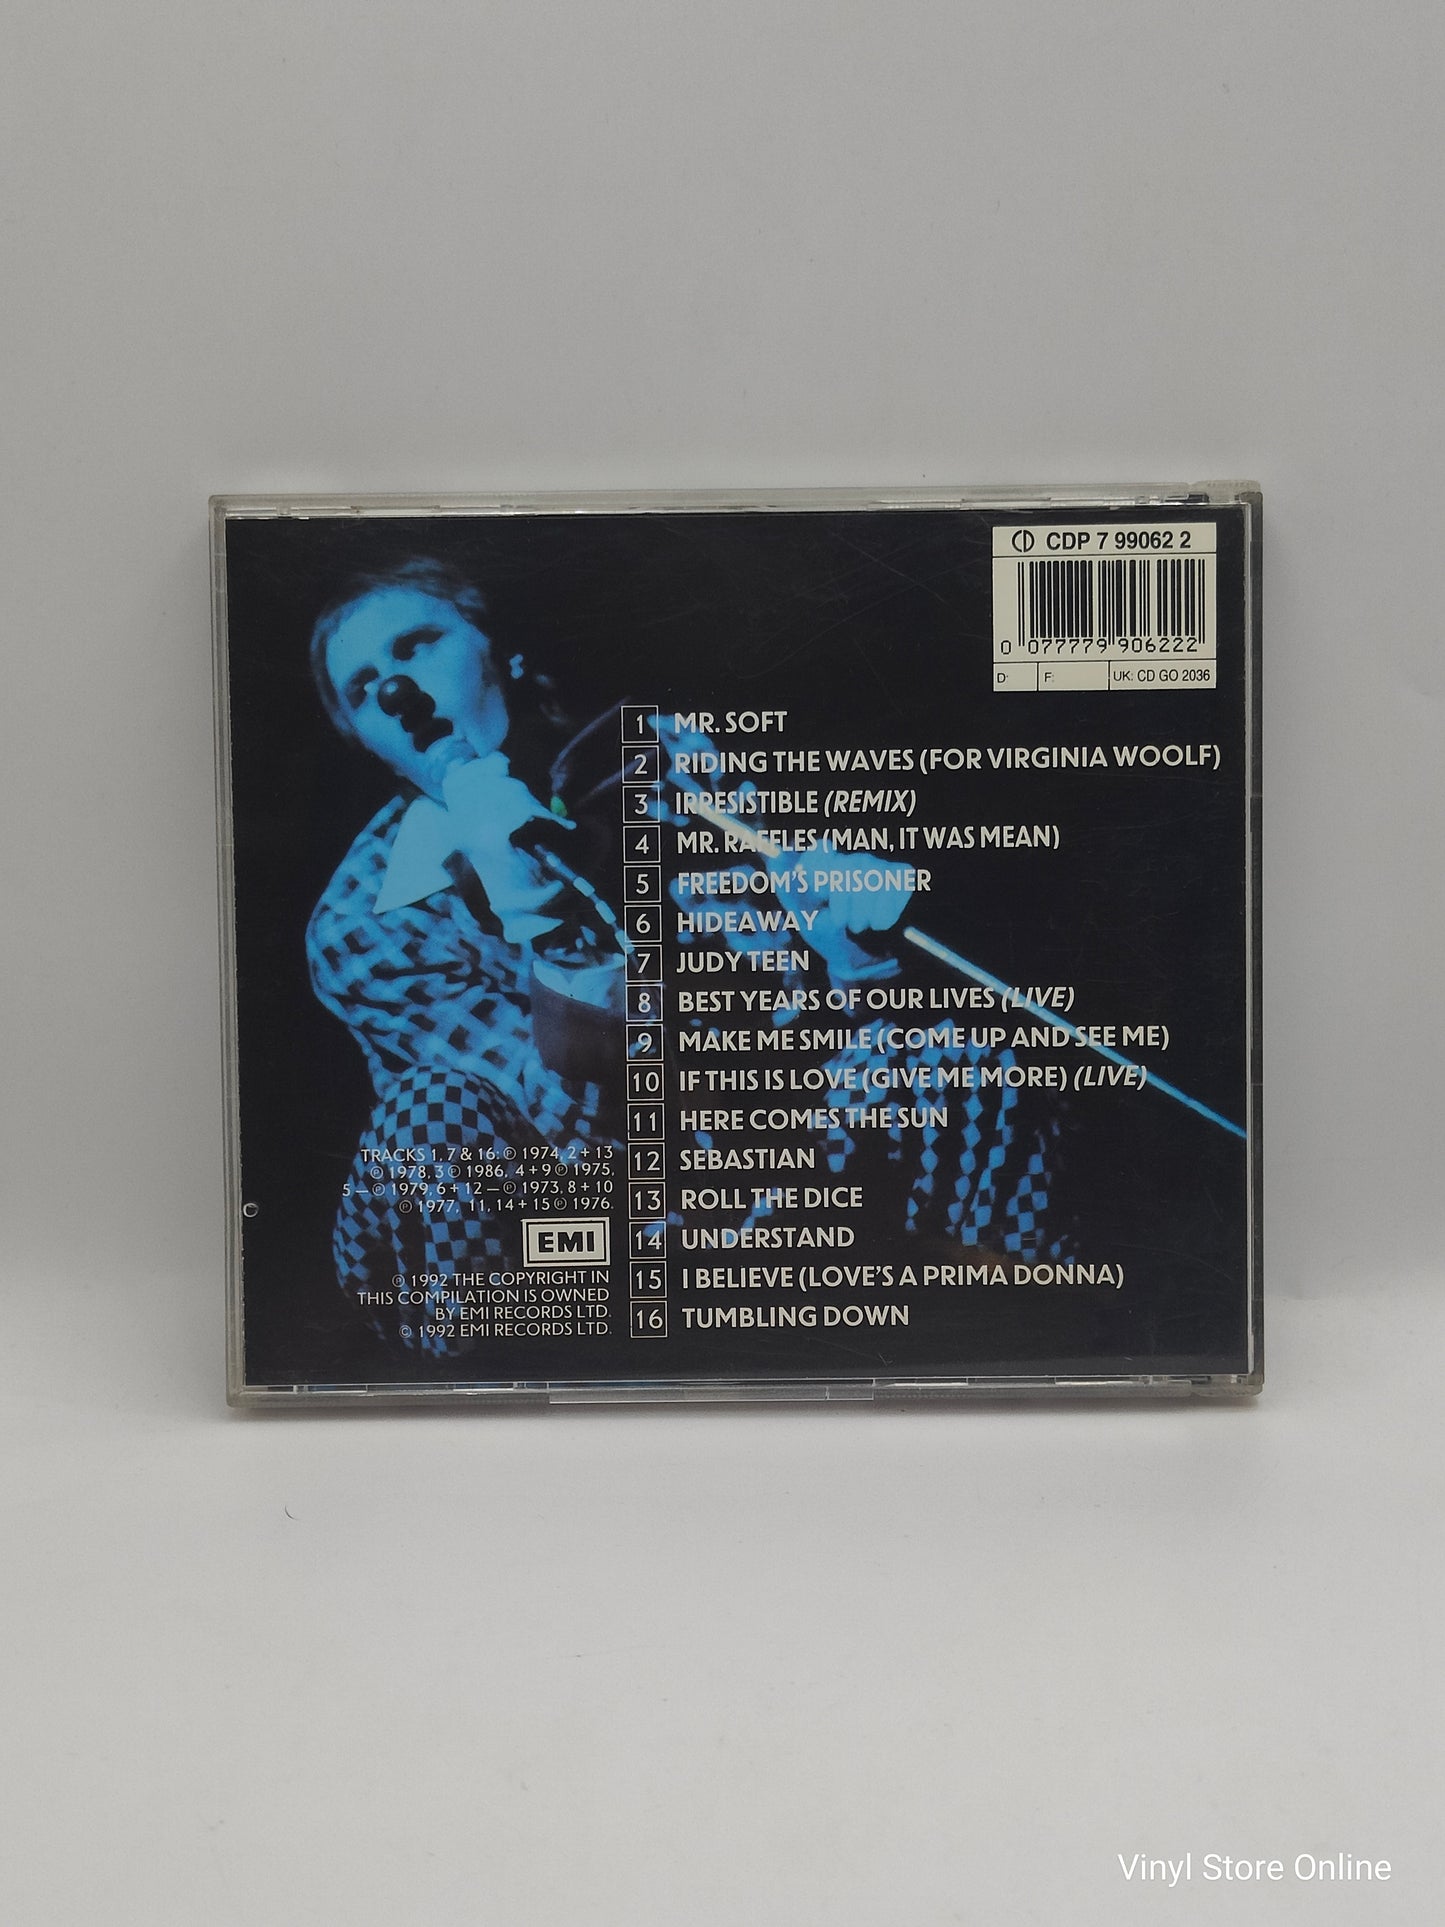 CD CDP 7 99062 2
0 077779 906222
D: F: UK: CD GO 2036
1 MR. SOFT
2 RIDING THE WAVES (FOR VIRGINIA WOOLF)
3 IRRESISTIBLE (REMIX)
4 MR. RAFFLES (MAN, IT WAS MEAN)
5 FREEDOM'S PRISONER
6 HIDEAWAY
7 JUDY TEEN
8 BEST YEARS OF OUR LIVES (LIVE)
9 MAKE ME SMILE (COME UP AND SEE ME)
10 IF THIS IS LOVE (GIVE ME MORE) (LIVE)
11 HERE COMES THE SUN
12 SEBASTIAN
13 ROLL THE DICE
14 UNDERSTAND
15 I BELIEVE (LOVE'S A PRIMA DONNA)
16 TUMBLING DOWN
TRACKS 1, 7 & 16: ℗ 1974, 2 + 13
℗ 1978, 3 ℗ 1986, 4 + 9 ℗ 1975,
5 – ℗ 1979, 6 + 12 – ℗ 1973, 8 + 10
℗ 1977, 11, 14 + 15 ℗ 1976.
EMI
℗ 1992 THE COPYRIGHT IN
THIS COMPILATION IS OWNED
BY EMI RECORDS LTD.
© 1992 EMI RECORDS LTD.
Vinyl Store Online